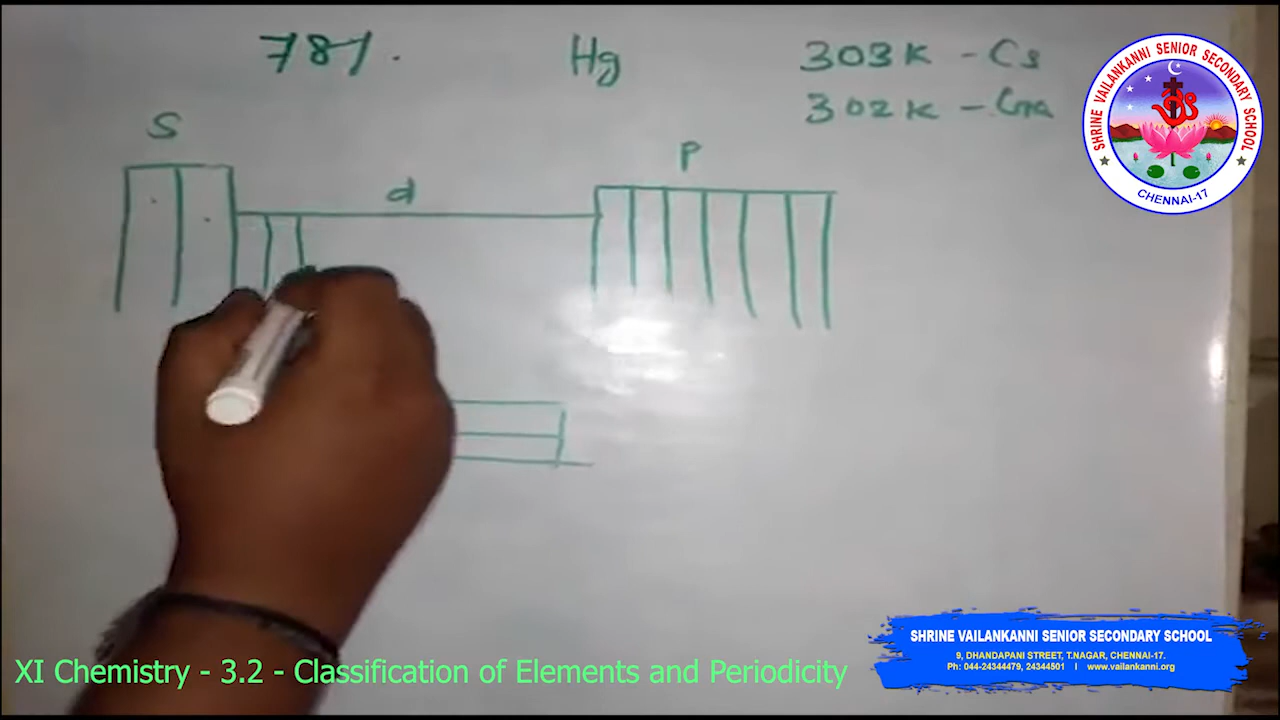 78%.
Hg
303K - Cs
302K - Ga
S
d
P
SHRINE VAILANKANNI SENIOR SECONDARY SCHOOL
CHENNAI-17
SHRINE VAILANKANNI SENIOR SECONDARY SCHOOL
9, DHANDAPANI STREET, T.NAGAR, CHENNAI-17.
Ph: 044-24344479, 24344501 I www.vailankanni.org
XI Chemistry - 3.2 - Classification of Elements and Periodicity